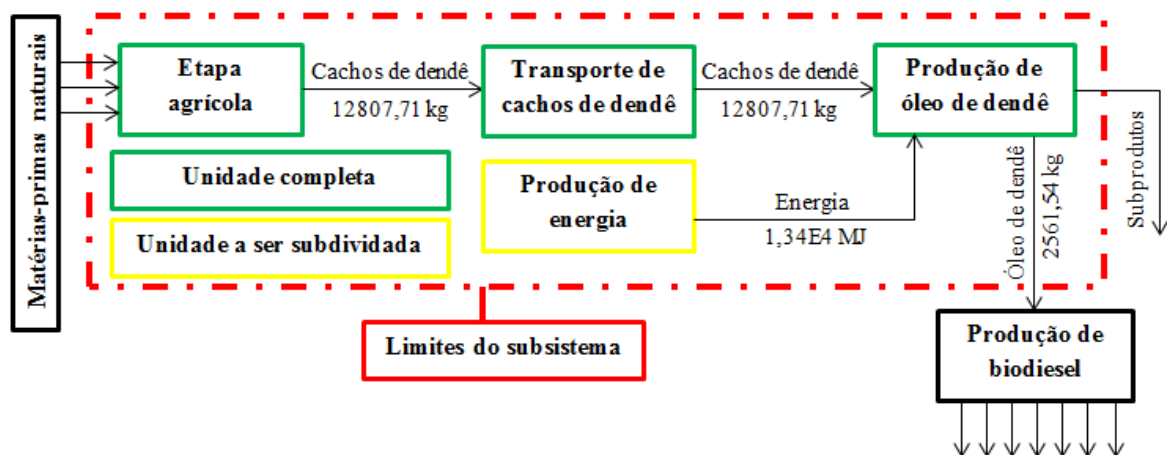 Matérias-primas naturais
Etapa
agrícola
Cachos de dendê
12807,71 kg
Transporte de
cachos de dendê
Cachos de dendê
12807,71 kg
Produção de
óleo de dendê
Unidade completa
Unidade a ser subdividada
Produção de
energia
Energia
1,34E4 MJ
Óleo de dendê
2561,54 kg
Subprodutos
Limites do subsistema
Produção de
biodiesel